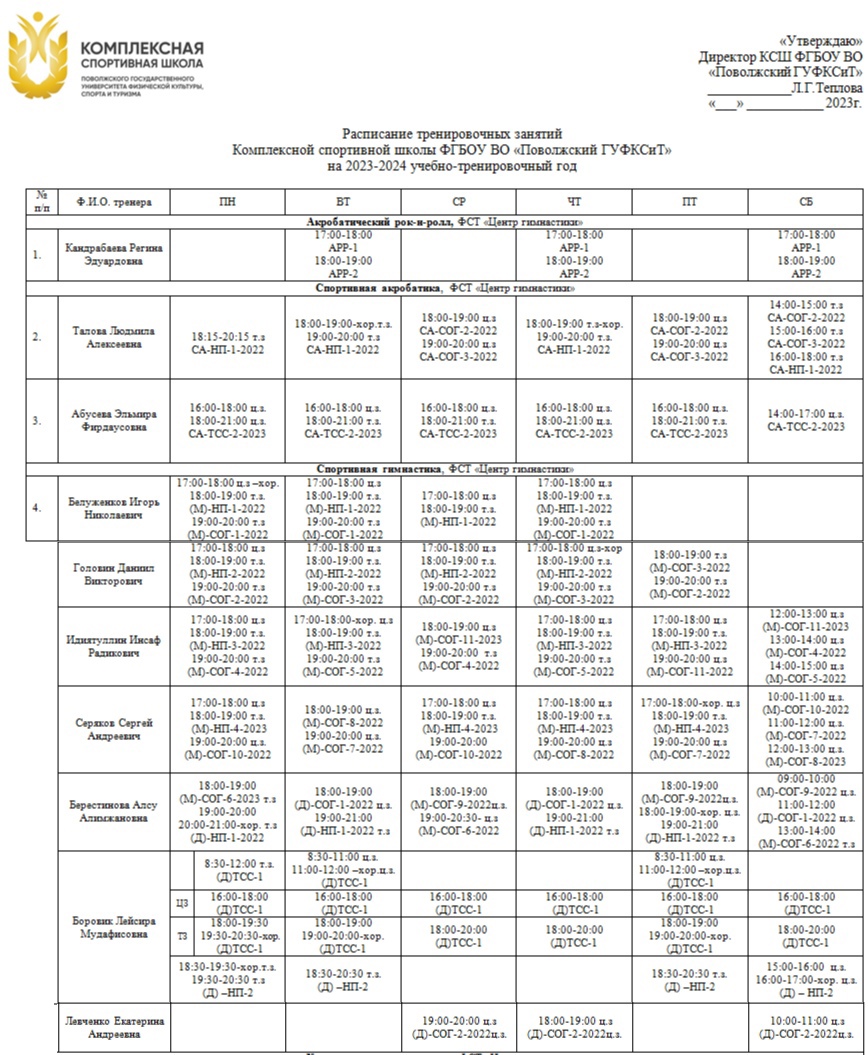 КОМПЛЕКСНАЯ
СПОРТИВНАЯ ШКОЛА
ПОВОЛЖСКОГО ГОСУДАРСТВЕННОГО
УНИВЕРСИТЕТА ФИЗИЧЕСКОЙ КУЛЬТУРЫ,
СПОРТА И ТУРИЗМА
«Утверждаю»
Директор КСШ ФГБОУ ВО
«Поволжский ГУФКСиТ»
____________Л.Г.Теплова
«___» ___________ 2023г.
Расписание тренировочных занятий
Комплексной спортивной школы ФГБОУ ВО «Поволжский ГУФКСиТ»
на 2023-2024 учебно-тренировочный год
№ п/п Ф.И.О. тренера ПН ВТ СР ЧТ ПТ СБ
Акробатический рок-н-ролл, ФСТ «Центр гимнастики»
1.
Кандрабаева Регина
Эдуардовна
17:00-18:00
АРР-1
18:00-19:00
АРР-2
17:00-18:00
АРР-1
18:00-19:00
АРР-2
17:00-18:00
АРР-1
18:00-19:00
АРР-2
Спортивная акробатика, ФСТ «Центр гимнастики»
2.
Талова Людмила
Алексеевна
18:15-20:15 т.з
СА-НП-1-2022
18:00-19:00-хор.т.з.
19:00-20:00 т.з
СА-НП-1-2022
18:00-19:00 ц.з
СА-СОГ-2-2022
19:00-20:00 ц.з
СА-СОГ-3-2022
18:00-19:00 т.з-хор.
19:00-20:00 т.з.
СА-НП-1-2022
18:00-19:00 ц.з
СА-СОГ-2-2022
19:00-20:00 ц.з
СА-СОГ-3-2022
14:00-15:00 т.з
СА-СОГ-2-2022
15:00-16:00 т.з
СА-СОГ-3-2022
16:00-18:00 т.з
СА-НП-1-2022
3.
Абусева Эльмира
Фирдаусовна
16:00-18:00 ц.з.
18:00-21:00 ц.з.
СА-ТСС-2-2023
16:00-18:00 ц.з.
18:00-21:00 т.з.
СА-ТСС-2-2023
16:00-18:00 ц.з.
18:00-21:00 ц.з.
СА-ТСС-2-2023
16:00-18:00 ц.з.
18:00-21:00 ц.з.
СА-ТСС-2-2023
16:00-18:00 ц.з.
18:00-21:00 т.з.
СА-ТСС-2-2023
14:00-17:00 ц.з.
СА-ТСС-2-2023
Спортивная гимнастика, ФСТ «Центр гимнастики»
4.
Белуженков Игорь
Николаевич
17:00-18:00 ц.з –хор.
18:00-19:00 т.з.
(М)-НП-1-2022
19:00-20:00 т.з
(М)-СОГ-1-2022
17:00-18:00 ц.з
18:00-19:00 т.з.
(М)-НП-1-2022
19:00-20:00 т.з
(М)-СОГ-1-2022
17:00-18:00 ц.з
18:00-19:00 т.з.
(М)-НП-1-2022
17:00-18:00 ц.з
18:00-19:00 т.з.
(М)-НП-1-2022
19:00-20:00 т.з
(М)-СОГ-1-2022
Головин Даниил
Викторович
17:00-18:00 ц.з
18:00-19:00 т.з.
(М)-НП-2-2022
19:00-20:00 т.з
(М)-СОГ-2-2022
17:00-18:00 ц.з
18:00-19:00 т.з.
(М)-НП-2-2022
19:00-20:00 т.з
(М)-СОГ-3-2022
17:00-18:00 ц.з
18:00-19:00 т.з.
(М)-НП-2-2022
19:00-20:00 т.з
(М)-СОГ-2-2022
17:00-18:00 ц.з-хор
18:00-19:00 т.з.
(М)-НП-2-2022
19:00-20:00 т.з
(М)-СОГ-3-2022
18:00-19:00 т.з
(М)-СОГ-3-2022
19:00-20:00 т.з
(М)-СОГ-2-2022
Идиятуллин Инсаф
Радикович
17:00-18:00 ц.з
18:00-19:00 т.з.
(М)-НП-3-2022
19:00-20:00 т.з
(М)-СОГ-4-2022
17:00-18:00-хор. ц.з
18:00-19:00 т.з.
(М)-НП-3-2022
19:00-20:00 т.з
(М)-СОГ-5-2022
18:00-19:00 ц.з
(М)-СОГ-11-2023
19:00-20:00 т.з
(М)-СОГ-4-2022
17:00-18:00 ц.з
18:00-19:00 т.з.
(М)-НП-3-2022
19:00-20:00 т.з
(М)-СОГ-5-2022
17:00-18:00 ц.з
18:00-19:00 т.з.
(М)-НП-3-2022
19:00-20:00 т.з
(М)-СОГ-11-2022
12:00-13:00 ц.з
(М)-СОГ-11-2023
13:00-14:00 ц.з
(М)-СОГ-4-2022
14:00-15:00 ц.з
(М)-СОГ-5-2022
Серяков Сергей
Андреевич
17:00-18:00 ц.з
18:00-19:00 т.з.
(М)-НП-4-2023
19:00-20:00 ц.з.
(М)-СОГ-10-2022
18:00-19:00 ц.з.
(М)-СОГ-8-2022
19:00-20:00 ц.з.
(М)-СОГ-7-2022
17:00-18:00 ц.з
18:00-19:00 т.з.
(М)-НП-4-2023
19:00-20:00
(М)-СОГ-10-2022
17:00-18:00 ц.з
18:00-19:00 т.з.
(М)-НП-4-2023
19:00-20:00 ц.з
(М)-СОГ-8-2022
17:00-18:00-хор. ц.з
18:00-19:00 т.з.
(М)-НП-4-2023
19:00-20:00 ц.з
(М)-СОГ-7-2022
10:00-11:00 ц.з.
(М)-СОГ-10-2022
11:00-12:00 ц.з.
(М)-СОГ-7-2022
12:00-13:00 ц.з
(М)-СОГ-8-2023
Берестинова Алсу
Алимжановна
18:00-19:00
(М)-СОГ-6-2023 т.з
19:00-20:00
20:00-21:00-хор. т.з
(Д)-НП-1-2022
18:00-19:00
(Д)-СОГ-1-2022 ц.з
19:00-21:00
(Д)-НП-1-2022 т.з
18:00-19:00
(М)-СОГ-9-2022ц.з.
19:00-20:30- ц.з
(М)-СОГ-6-2022
18:00-19:00
(Д)-СОГ-1-2022 ц.з
19:00-21:00
(Д)-НП-1-2022 т.з
18:00-19:00
(М)-СОГ-9-2022ц.з.
18:00-19:00-хор. ц.з
19:00-21:00
(Д)-НП-1-2022 т.з
09:00-10:00
(М)-СОГ-9-2022 ц.з
11:00-12:00
(Д)-СОГ-1-2022 ц.з
13:00-14:00
(М)-СОГ-6-2022 т.з
Боровик Лейсира
Мудафисовна
8:30-12:00 т.з.
(Д)ТСС-1
8:30-11:00 ц.з.
11:00-12:00 –хор.ц.з.
(Д)ТСС-1
8:30-11:00 ц.з.
11:00-12:00 –хор.ц.з.
(Д)ТСС-1
ЦЗ
16:00-18:00
(Д)ТСС-1
16:00-18:00
(Д)ТСС-1
16:00-18:00
(Д)ТСС-1
16:00-18:00
(Д)ТСС-1
16:00-18:00
(Д)ТСС-1
16:00-18:00
(Д)ТСС-1
ТЗ
18:00-19:30
19:30-20:30-хор.
(Д)ТСС-1
18:00-19:00
19:00-20:00-хор.
(Д)ТСС-1
18:00-20:00
(Д)ТСС-1
18:00-20:00
(Д)ТСС-1
18:00-19:00
19:00-20:00-хор.
(Д)ТСС-1
18:00-20:00
(Д)ТСС-1
18:30-19:30-хор.т.з.
19:30-20:30 т.з
(Д) –НП-2
18:30-20:30 т.з.
(Д) –НП-2
18:30-20:30 т.з.
(Д) –НП-2
15:00-16:00 ц.з.
16:00-17:00-хор. ц.з.
(Д) – НП-2
Левченко Екатерина
Андреевна
19:00-20:00 ц.з
(Д)-СОГ-2-2022ц.з.
18:00-19:00 ц.з
(Д)-СОГ-2-2022ц.з.
10:00-11:00 ц.з
(Д)-СОГ-2-2022ц.з.